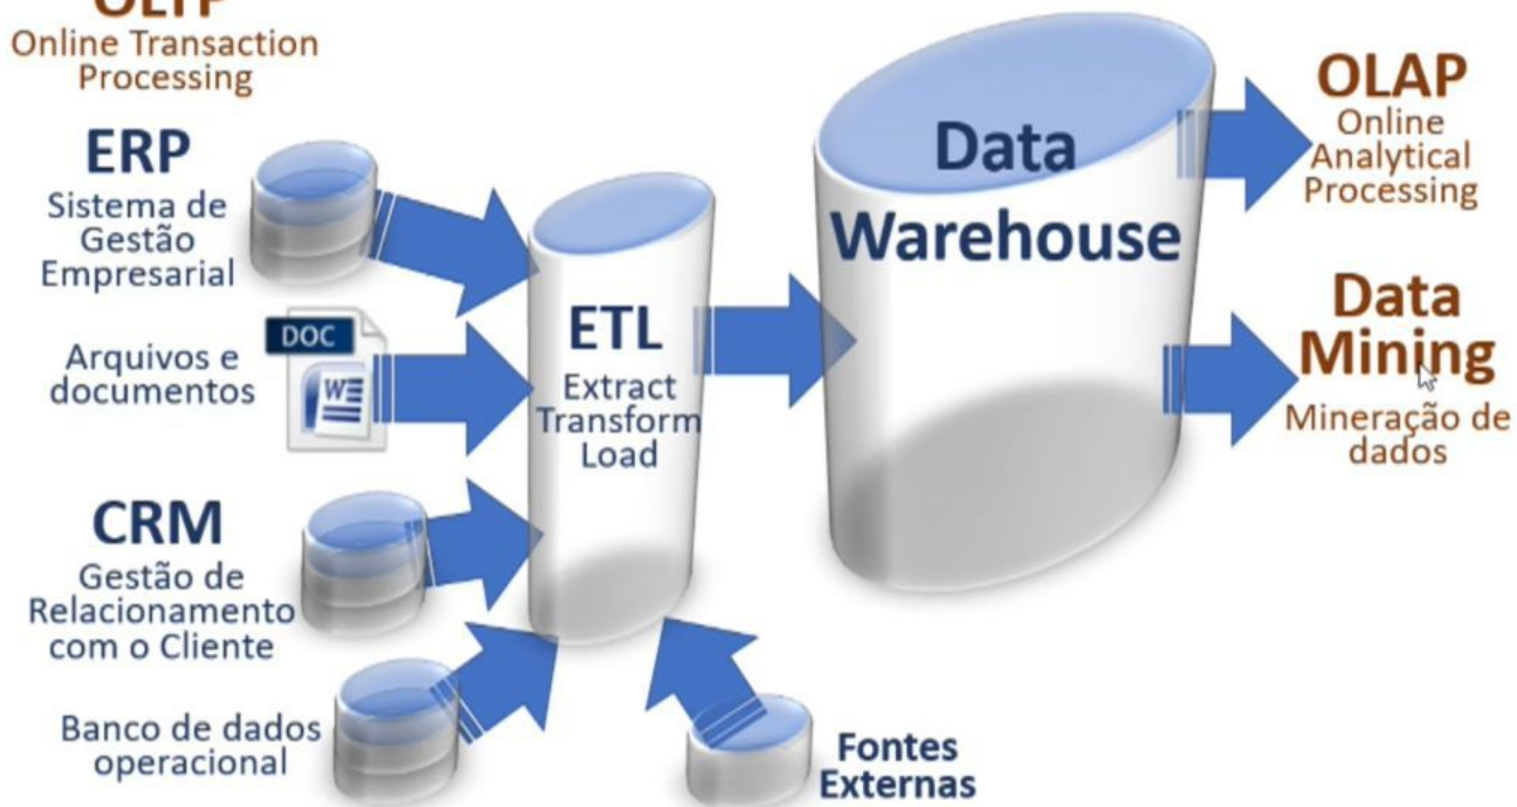 OLTP
Online Transaction
Processing
ERP
Sistema de
Gestão
Empresarial
DOC
W
Arquivos e
documentos
CRM
Gestão de
Relacionamento
com o Cliente
Banco de dados
operacional
Fontes
Externas
ETL
Extract
Transform
Load
Data
Warehouse
OLAP
Online
Analytical
Processing
Data
Mining
Mineração de
dados